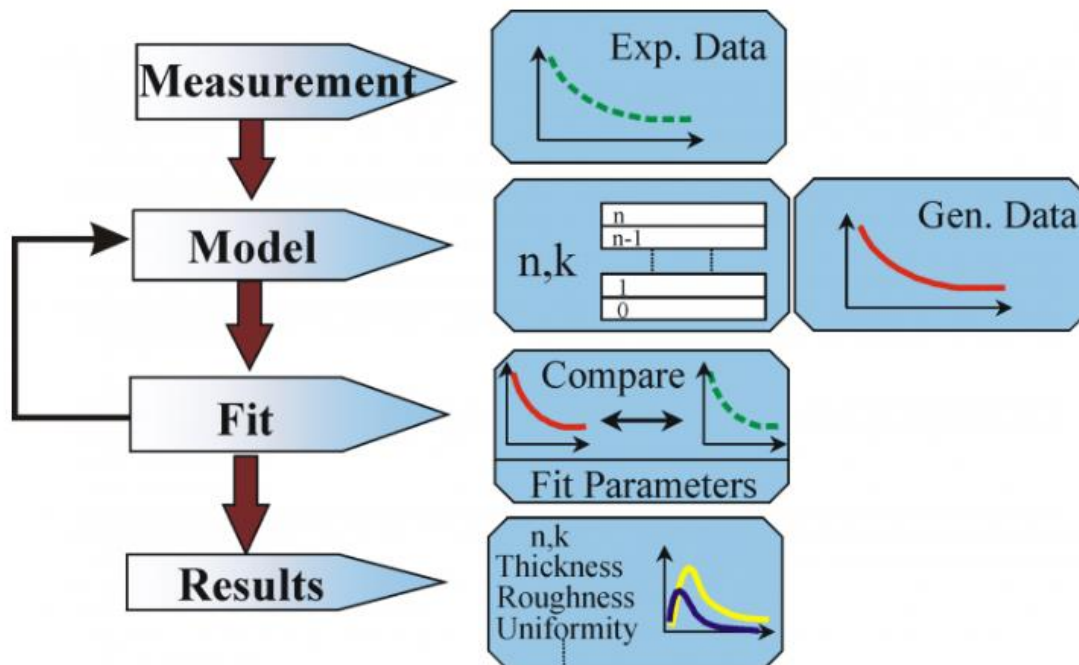 Measurement
Exp. Data
Model
n,k
n
n-1
1
0
Gen. Data
Fit
Compare
Fit Parameters
Results
n,k
Thickness
Roughness
Uniformity